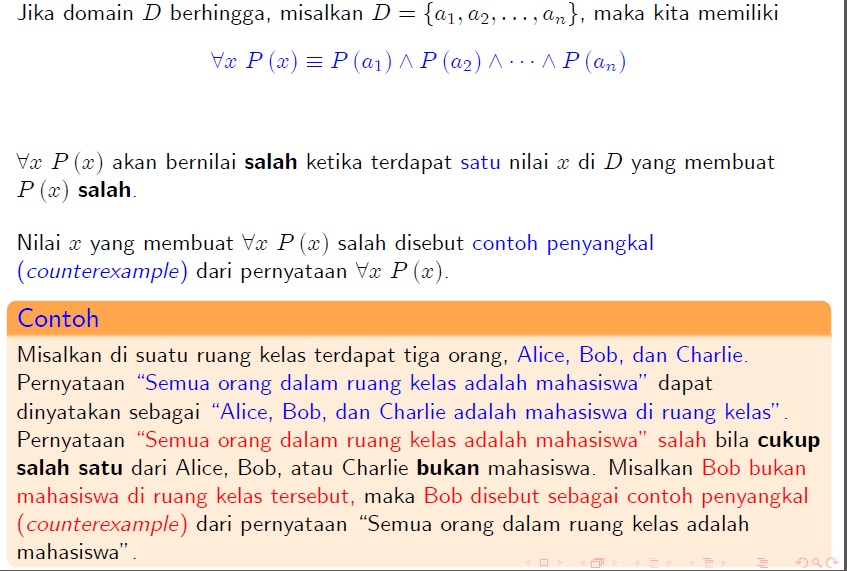 Jika domain D berhingga, misalkan D = {a₁, a₂, . . . , aₙ}, maka kita memiliki
∀x P (x) ≡ P (a₁) ∧ P (a₂) ∧ · · · ∧ P (aₙ)
∀x P (x) akan bernilai salah ketika terdapat satu nilai x di D yang membuat
P (x) salah.
Nilai x yang membuat ∀x P (x) salah disebut contoh penyangkal
(counterexample) dari pernyataan ∀x P (x).
Contoh
Misalkan di suatu ruang kelas terdapat tiga orang, Alice, Bob, dan Charlie.
Pernyataan “Semua orang dalam ruang kelas adalah mahasiswa” dapat
dinyatakan sebagai “Alice, Bob, dan Charlie adalah mahasiswa di ruang kelas”.
Pernyataan “Semua orang dalam ruang kelas adalah mahasiswa” salah bila cukup
salah satu dari Alice, Bob, atau Charlie bukan mahasiswa. Misalkan Bob bukan
mahasiswa di ruang kelas tersebut, maka Bob disebut sebagai contoh penyangkal
(counterexample) dari pernyataan “Semua orang dalam ruang kelas adalah
mahasiswa”.